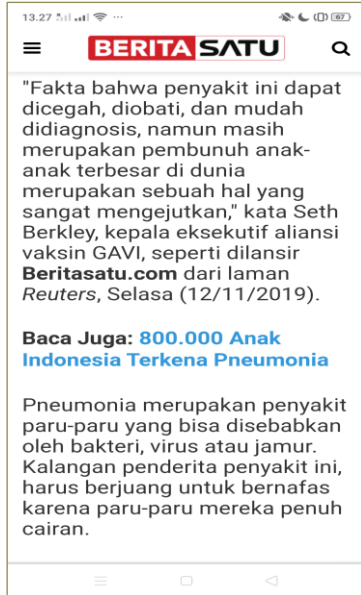 13.27
67
BERITA SATU
"Fakta bahwa penyakit ini dapat
dicegah, diobati, dan mudah
didiagnosis, namun masih
merupakan pembunuh anak-
anak terbesar di dunia
merupakan sebuah hal yang
sangat mengejutkan," kata Seth
Berkley, kepala eksekutif aliansi
vaksin GAVI, seperti dilansir
Beritasatu.com dari laman
Reuters, Selasa (12/11/2019).
Baca Juga: 800.000 Anak
Indonesia Terkena Pneumonia
Pneumonia merupakan penyakit
paru-paru yang bisa disebabkan
oleh bakteri, virus atau jamur.
Kalangan penderita penyakit ini,
harus berjuang untuk bernafas
karena paru-paru mereka penuh
cairan.